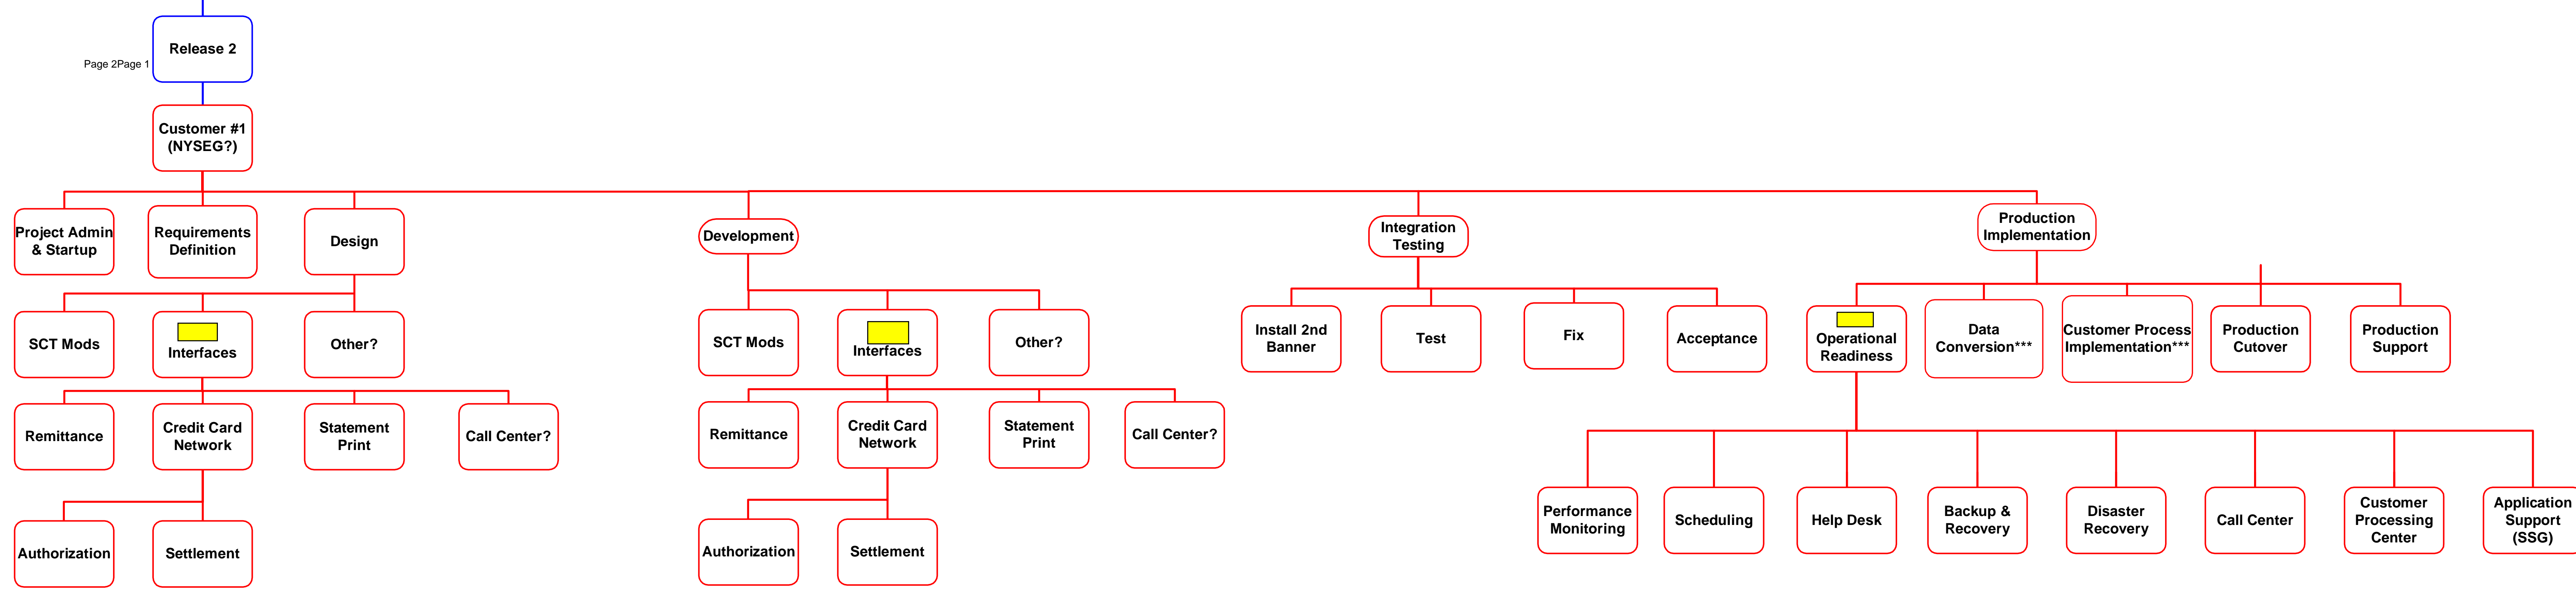 Release 2
Page 2Page 1
Customer #1
(NYSEG?)
Project Admin
& Startup
Requirements
Definition
Design
Development
Integration
Testing
Production
Implementation
SCT Mods
Interfaces
Other?
SCT Mods
Interfaces
Other?
Install 2nd
Banner
Test
Fix
Acceptance
Operational
Readiness
Data
Conversion***
Customer Process
Implementation***
Production
Cutover
Production
Support
Remittance
Credit Card
Network
Statement
Print
Call Center?
Remittance
Credit Card
Network
Statement
Print
Call Center?
Performance
Monitoring
Scheduling
Help Desk
Backup &
Recovery
Disaster
Recovery
Call Center
Customer
Processing
Center
Application
Support
(SSG)
Authorization
Settlement
Authorization
Settlement